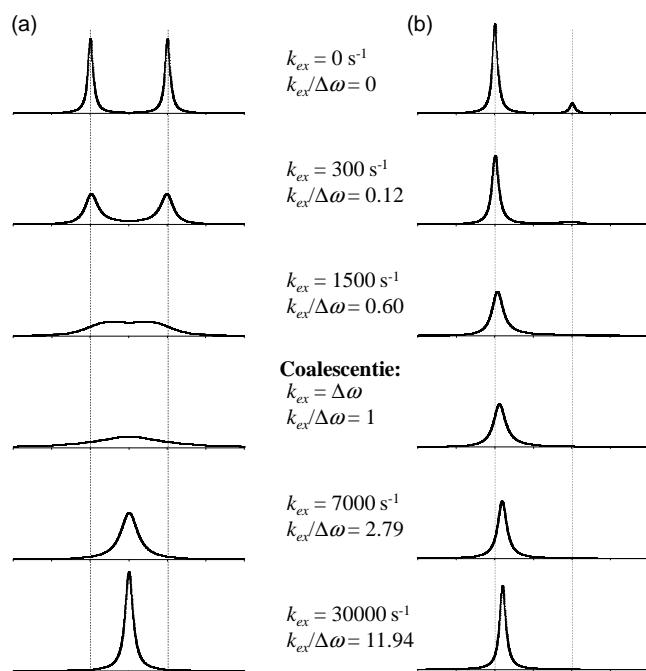 (a)
(b)
k_ex = 0 s⁻¹
k_ex/Δω = 0
k_ex = 300 s⁻¹
k_ex/Δω = 0.12
k_ex = 1500 s⁻¹
k_ex/Δω = 0.60
Coalescentie:
k_ex = Δω
k_ex/Δω = 1
k_ex = 7000 s⁻¹
k_ex/Δω = 2.79
k_ex = 30000 s⁻¹
k_ex/Δω = 11.94